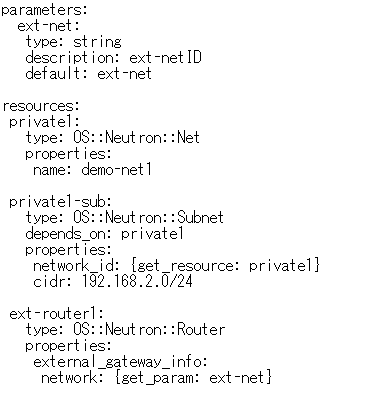 parameters:
  ext-net:
   type: string
   description: ext-netID
   default: ext-net

resources:
 private1:
   type: OS::Neutron::Net
   properties:
    name: demo-net1

 private1-sub:
   type: OS::Neutron::Subnet
   depends_on: private1
   properties:
    network_id: {get_resource: private1}
    cidr: 192.168.2.0/24

 ext-router1:
   type: OS::Neutron::Router
   properties:
    external_gateway_info:
     network: {get_param: ext-net}